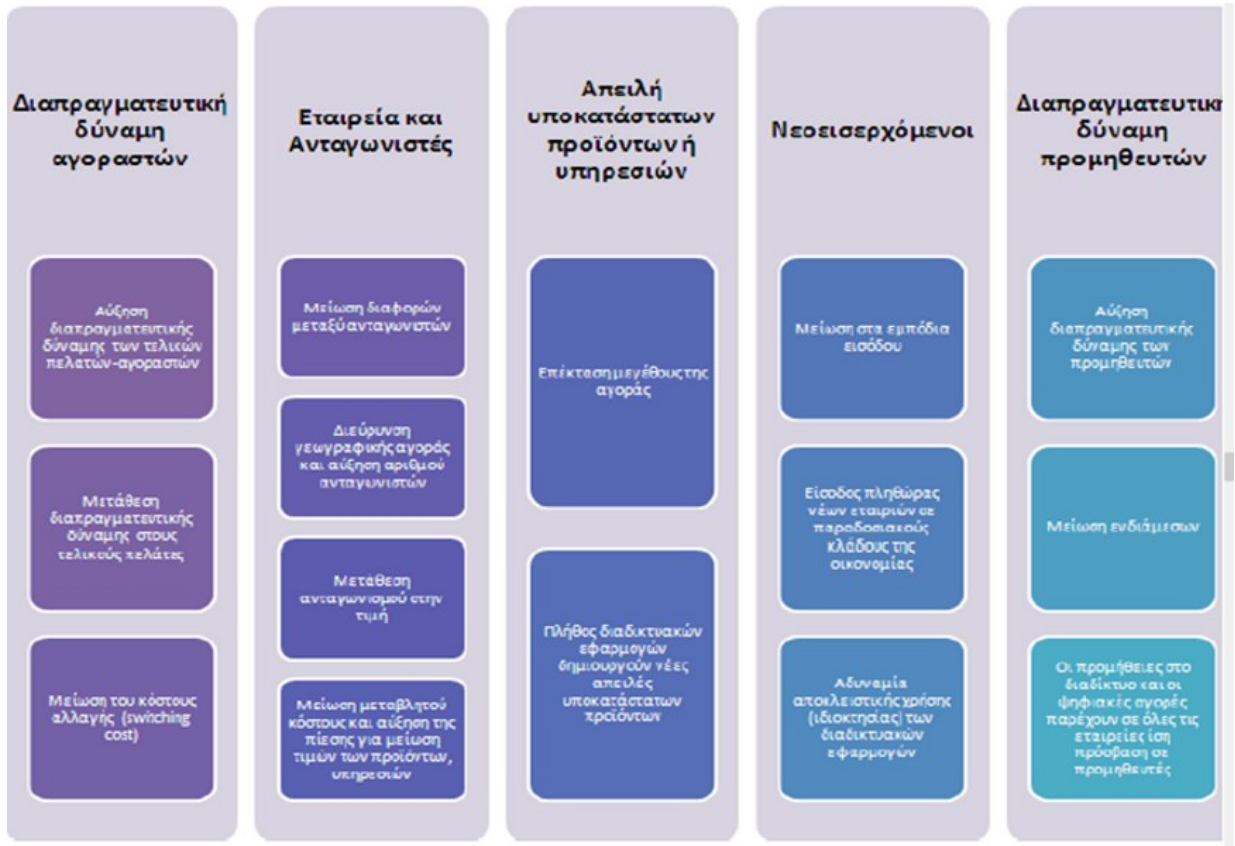 Διαπραγματευτική
δύναμη
αγοραστών
Αύξηση
διαπραγματευτικής
δύναμης των τελικών
πελατών-αγοραστών
Μετάθεση
διαπραγματευτικής
δύναμης στους
τελικούς πελάτες
Μείωση του κόστους
αλλαγής (switching
cost)
Εταιρεία και
Ανταγωνιστές
Μείωση διαφορών
μεταξύ ανταγωνιστών
Διεύρυνση
γεωγραφικής αγοράς
και αύξηση αριθμού
ανταγωνιστών
Μετάθεση
ανταγωνισμού στην
τιμή
Μείωση μεταβλητού
κόστους και αύξηση της
πίεσης για μείωση
τιμών των προϊόντων,
υπηρεσιών
Απειλή
υποκατάστατων
προϊόντων ή
υπηρεσιών
Επέκταση μεγέθους της
αγοράς
Πλήθος διαδικτυακών
εφαρμογών
δημιουργούν νέες
απειλές
υποκατάστατων
προϊόντων
Νεοεισερχόμενοι
Μείωση στα εμπόδια
εισόδου
Είσοδος πληθώρας
νέων εταιριών σε
παραδοσιακούς
κλάδους της
οικονομίας
Αδυναμία
αποκλειστικής χρήσης
(ιδιοκτησίας) των
διαδικτυακών
εφαρμογών
Διαπραγματευτικ
δύναμη
προμηθευτών
Αύξηση
διαπραγματευτικής
δύναμης των
προμηθευτών
Μείωση ενδιάμεσων
Οι προμήθειες στο
διαδίκτυο και οι
ψηφιακές αγορές
παρέχουν σε όλες τις
εταιρείες ίση
πρόσβαση σε
προμηθευτές